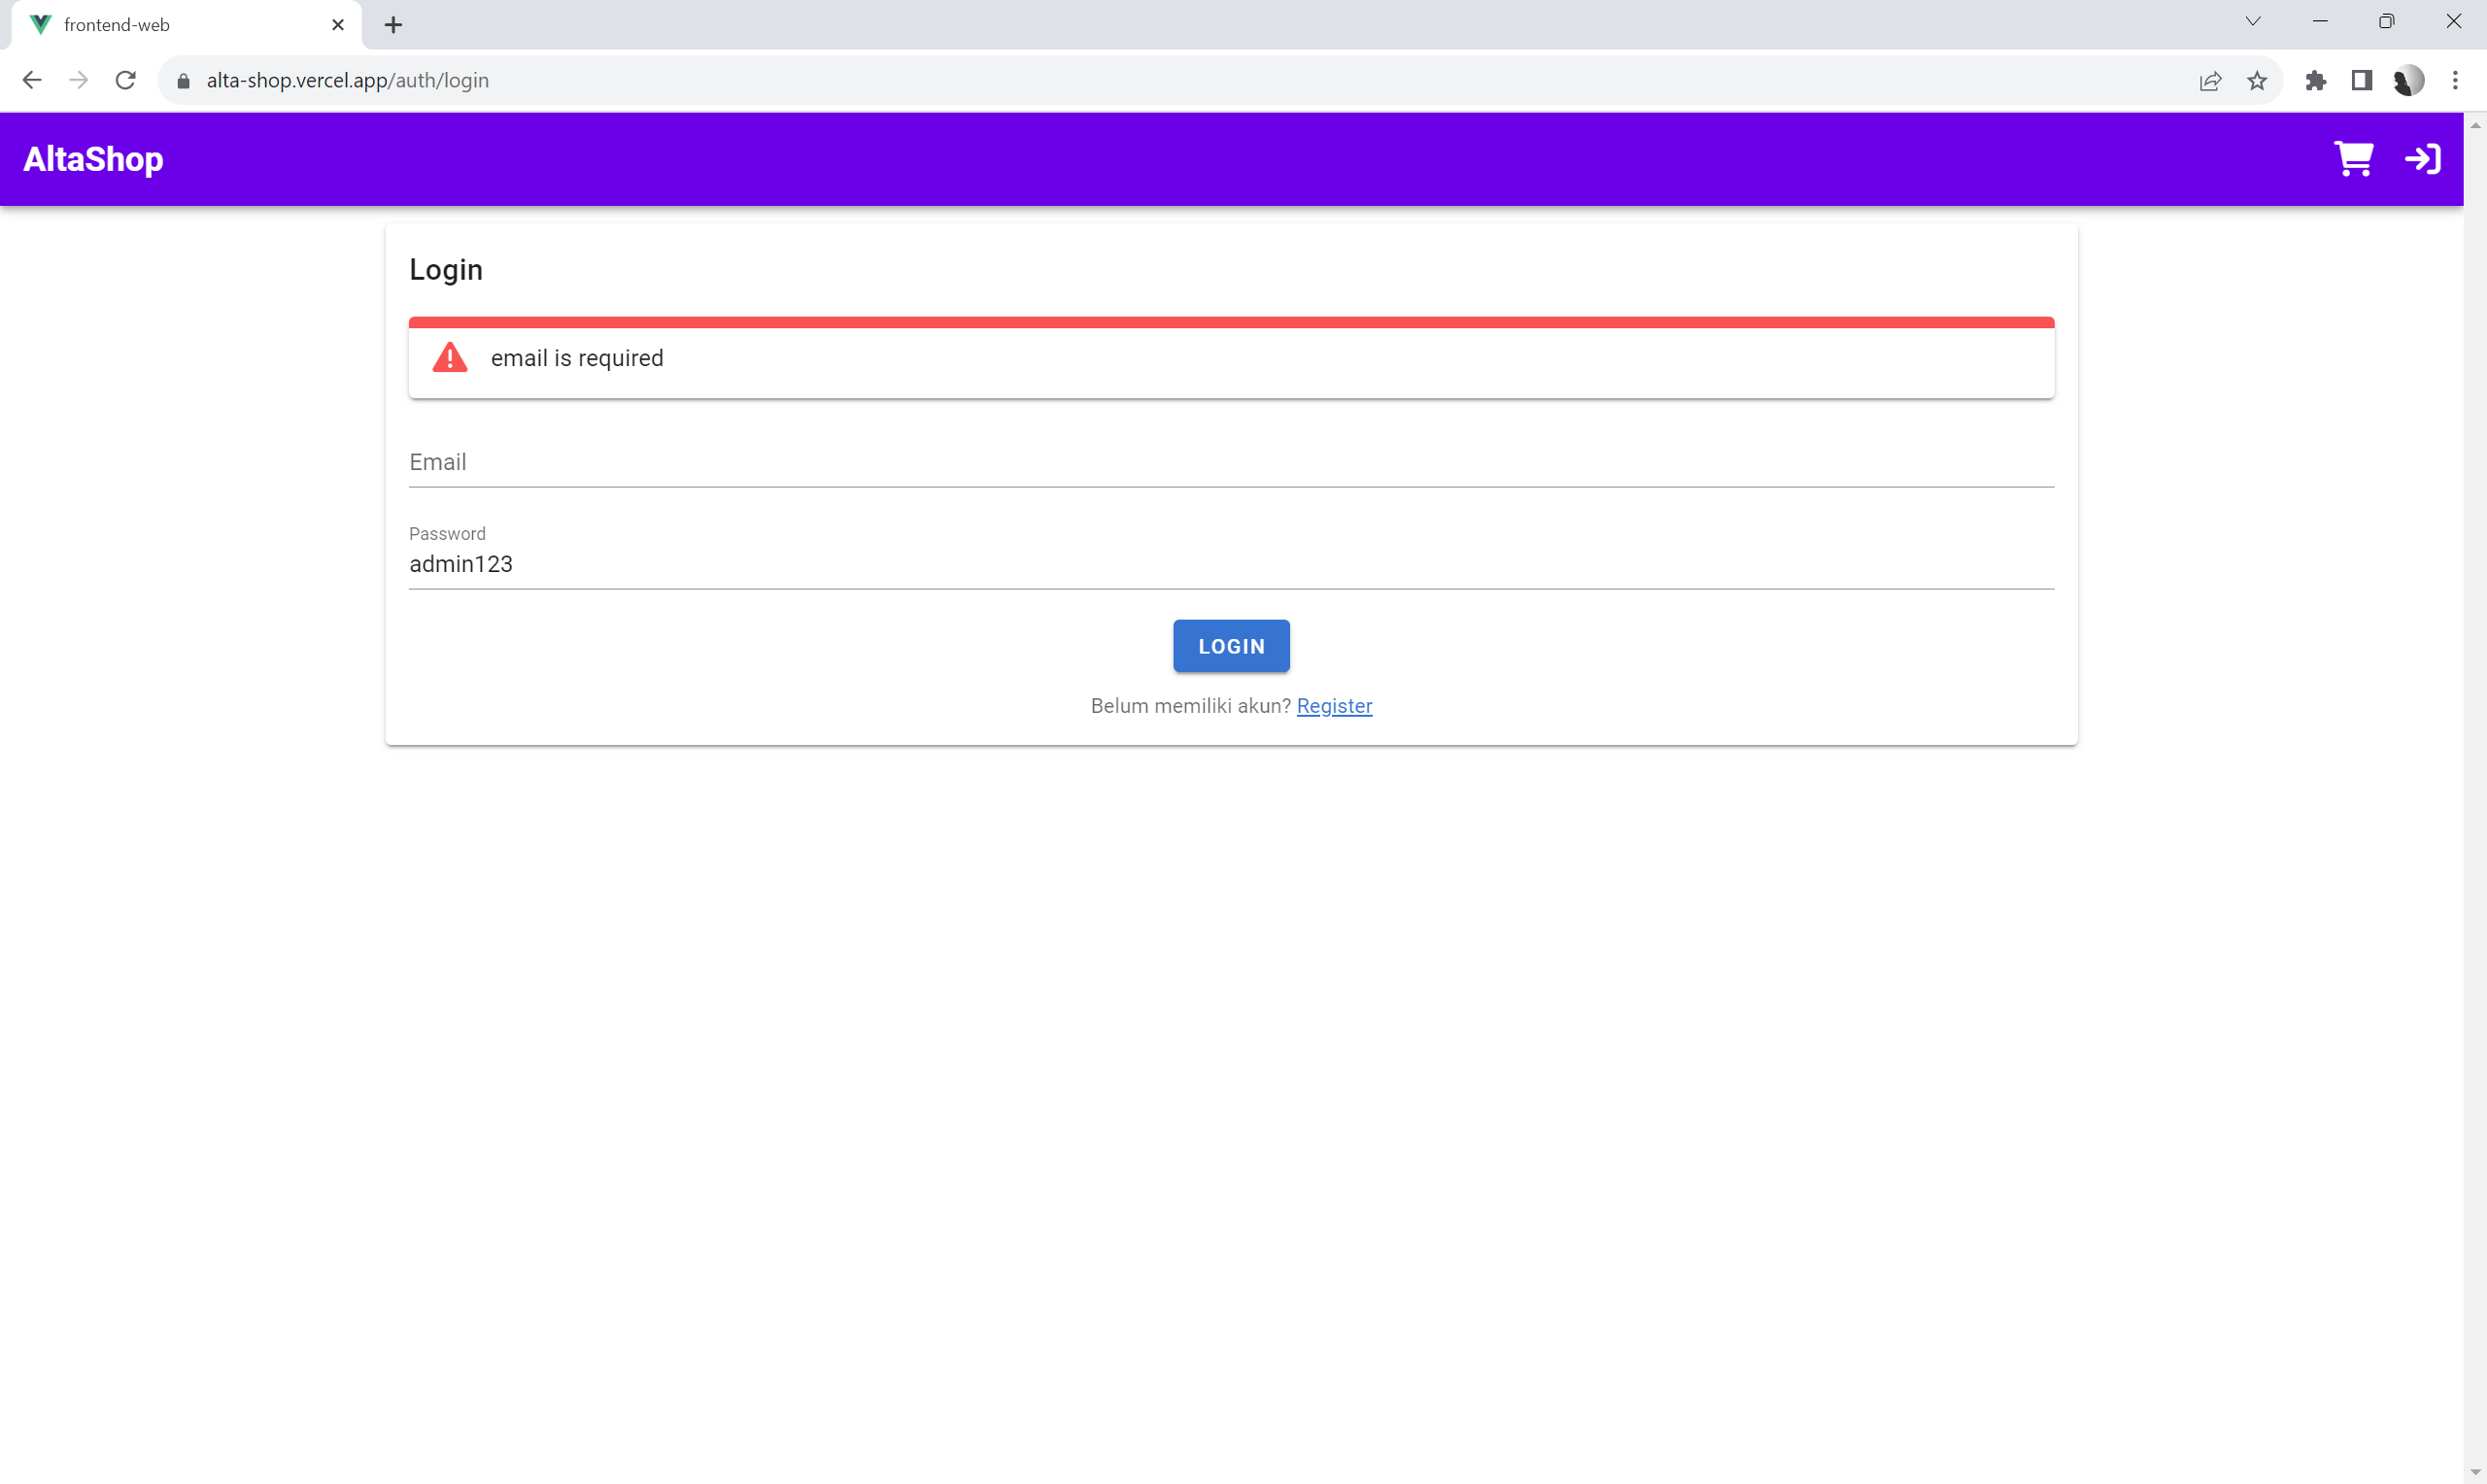 frontend-web
alta-shop.vercel.app/auth/login
AltaShop
Login
email is required
Email
Password
admin123
LOGIN
Belum memiliki akun? Register